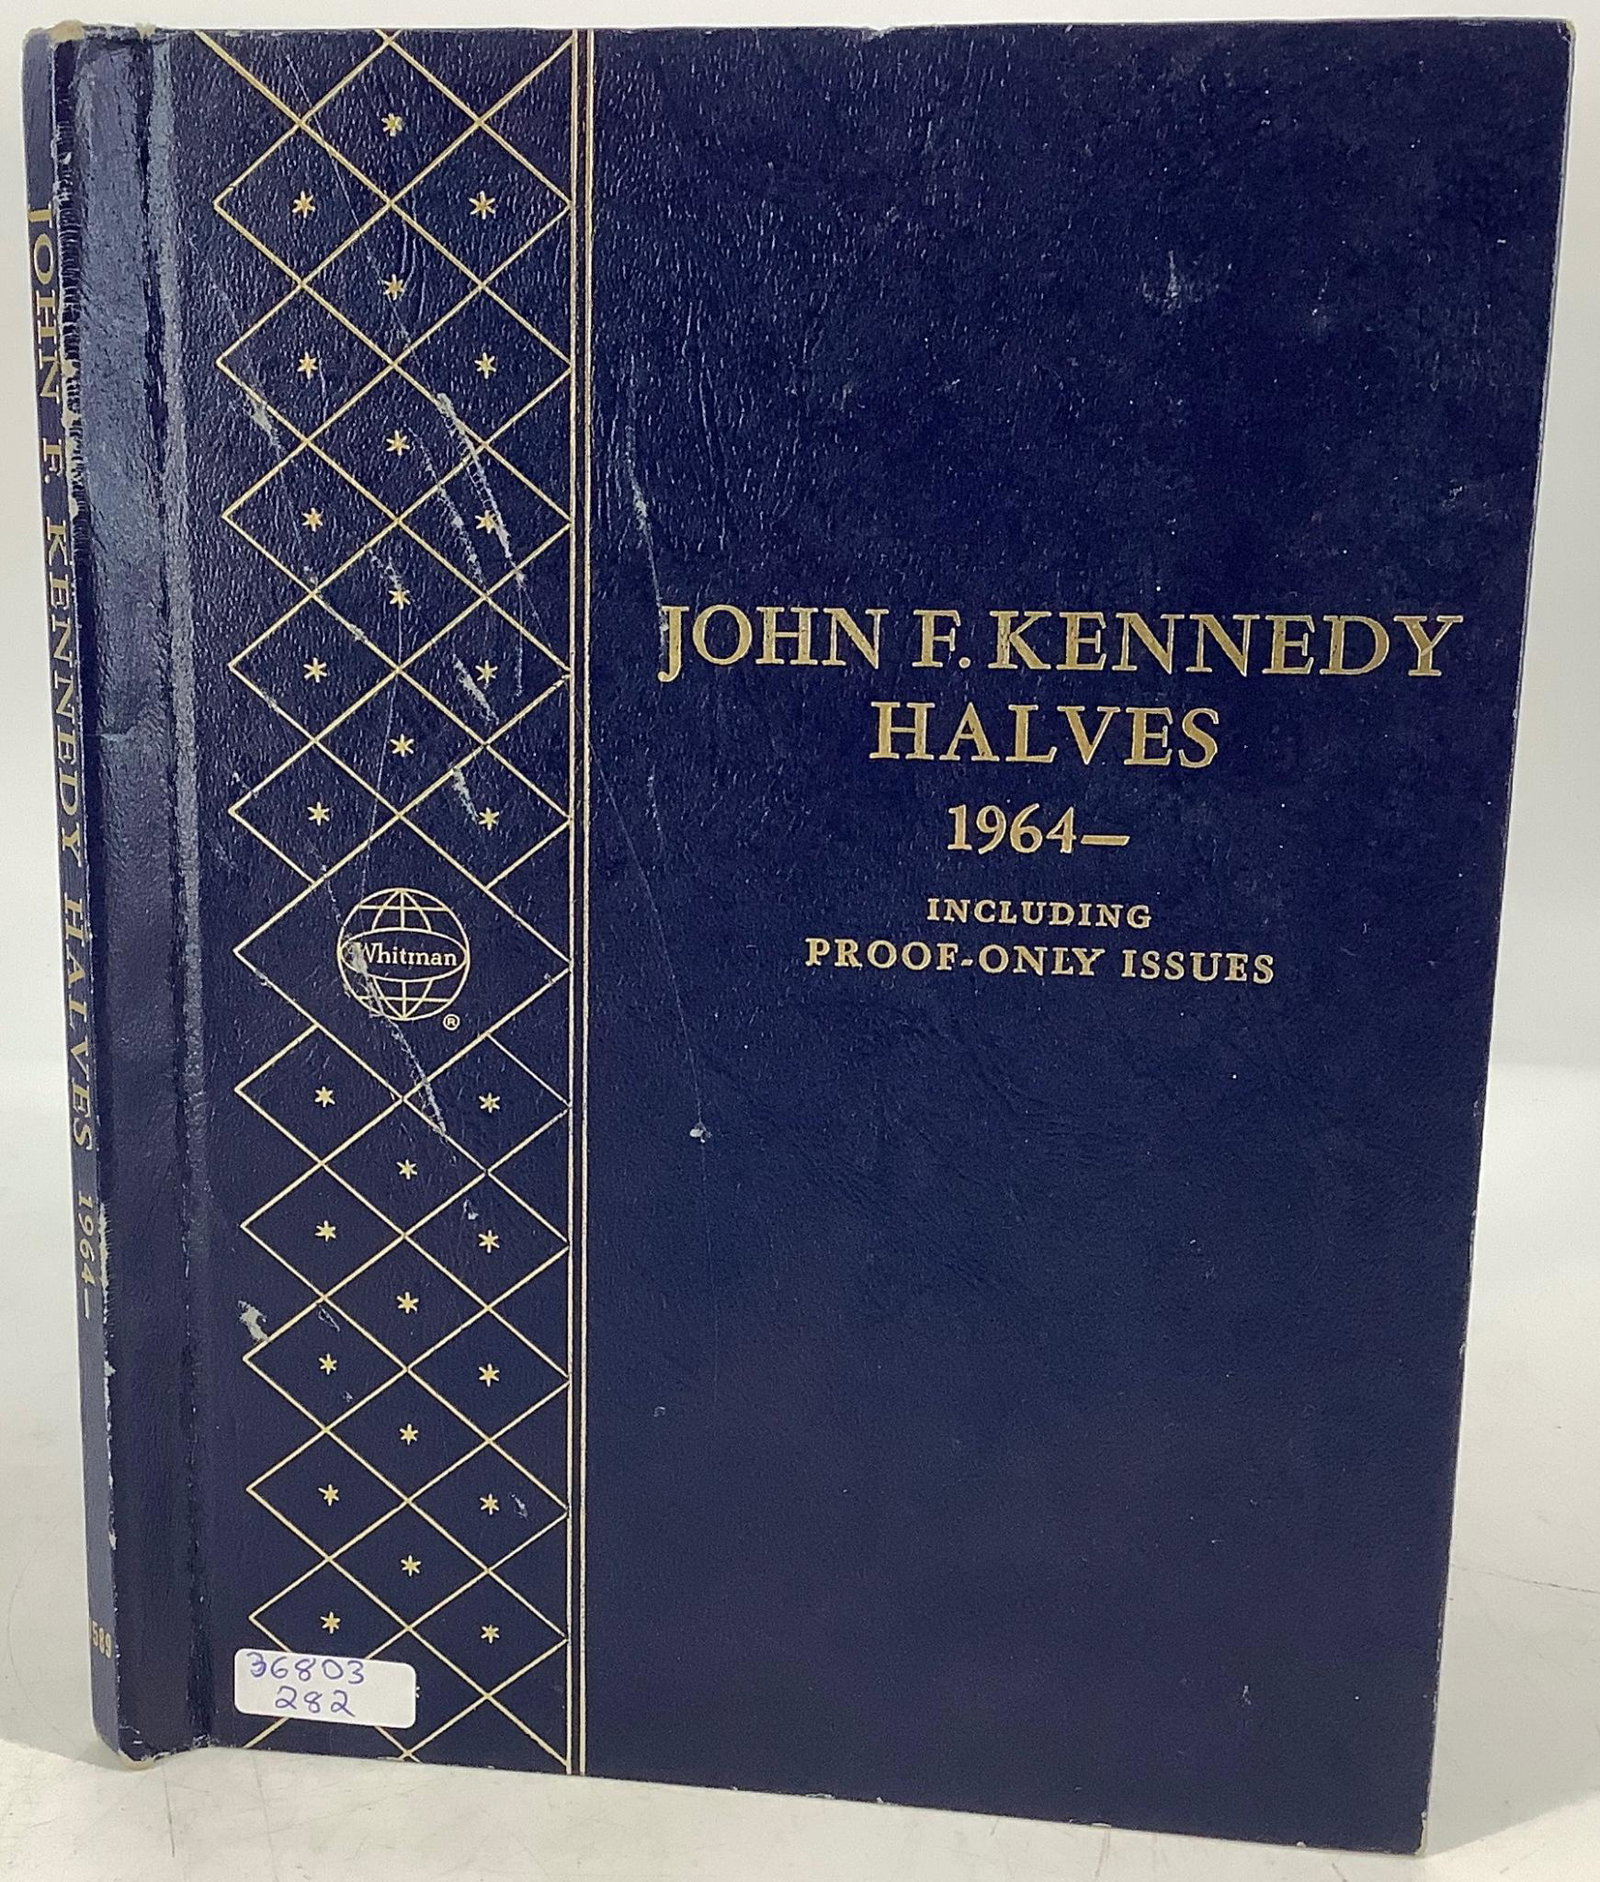 JOHN F. KENNEDY HALVES 1964—
JOHN F. KENNEDY
HALVES
1964—
INCLUDING
PROOF-ONLY ISSUES
Whitman
®
36803
282